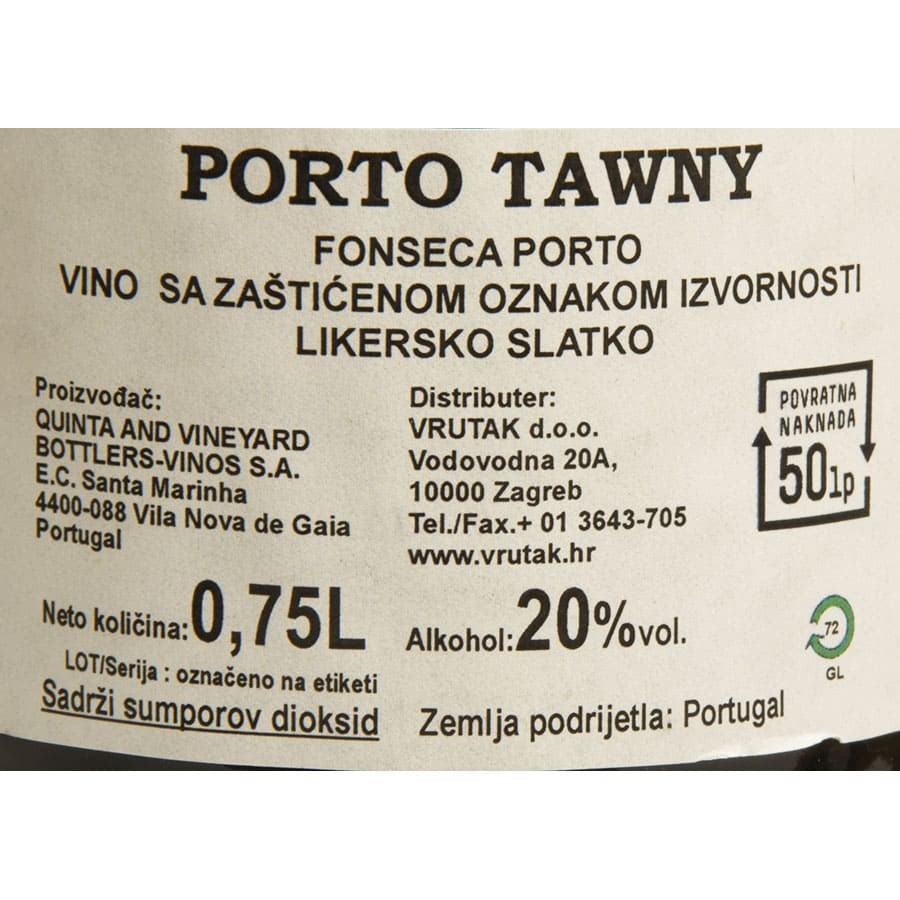 PORTO TAWNY
FONSECA PORTO
VINO SA ZAŠTIĆENOM OZNAKOM IZVORNOSTI
LIKERSKO SLATKO
Proizvođač:
QUINTA AND VINEYARD
BOTTLERS-VINOS S.A.
E.C. Santa Marinha
4400-088 Vila Nova de Gaia
Portugal
Distributer:
VRUTAK d.o.o.
Vodovodna 20A,
10000 Zagreb
Tel./Fax.+ 01 3643-705
www.vrutak.hr
POVRATNA
NAKNADA
50lp
Neto količina:0,75L
Alkohol:20%vol.
72
GL
LOT/Serija : označeno na etiketi
Sadrži sumporov dioksid
Zemlja podrijetla: Portugal